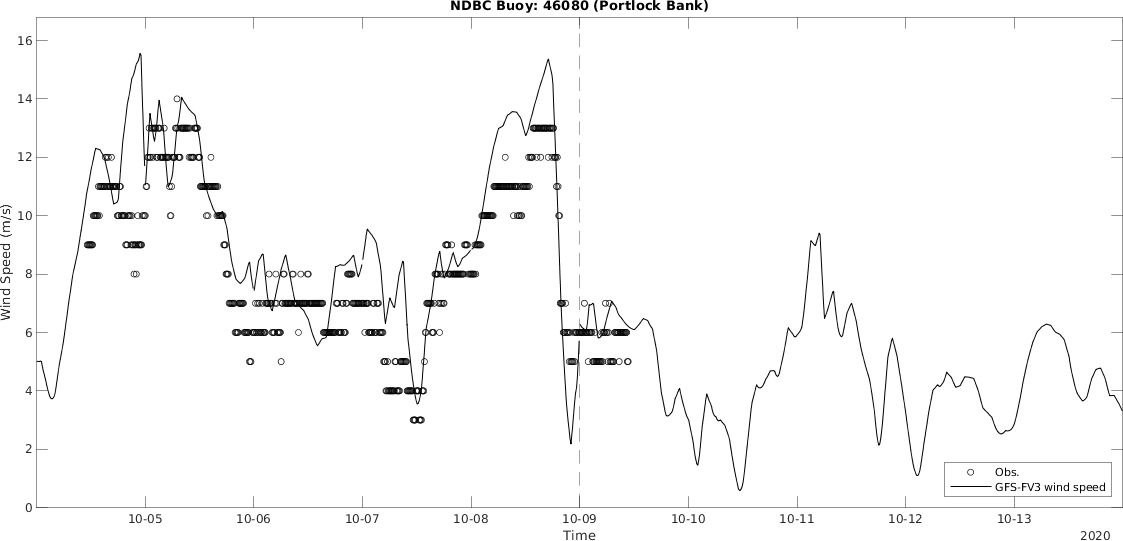 NDBC Buoy: 46080 (Portlock Bank)
16
14
12
10
8
6
4
2
0
Wind Speed (m/s)
10-05 10-06 10-07 10-08 10-09 10-10 10-11 10-12 10-13
Time
2020
Obs.
GFS-FV3 wind speed